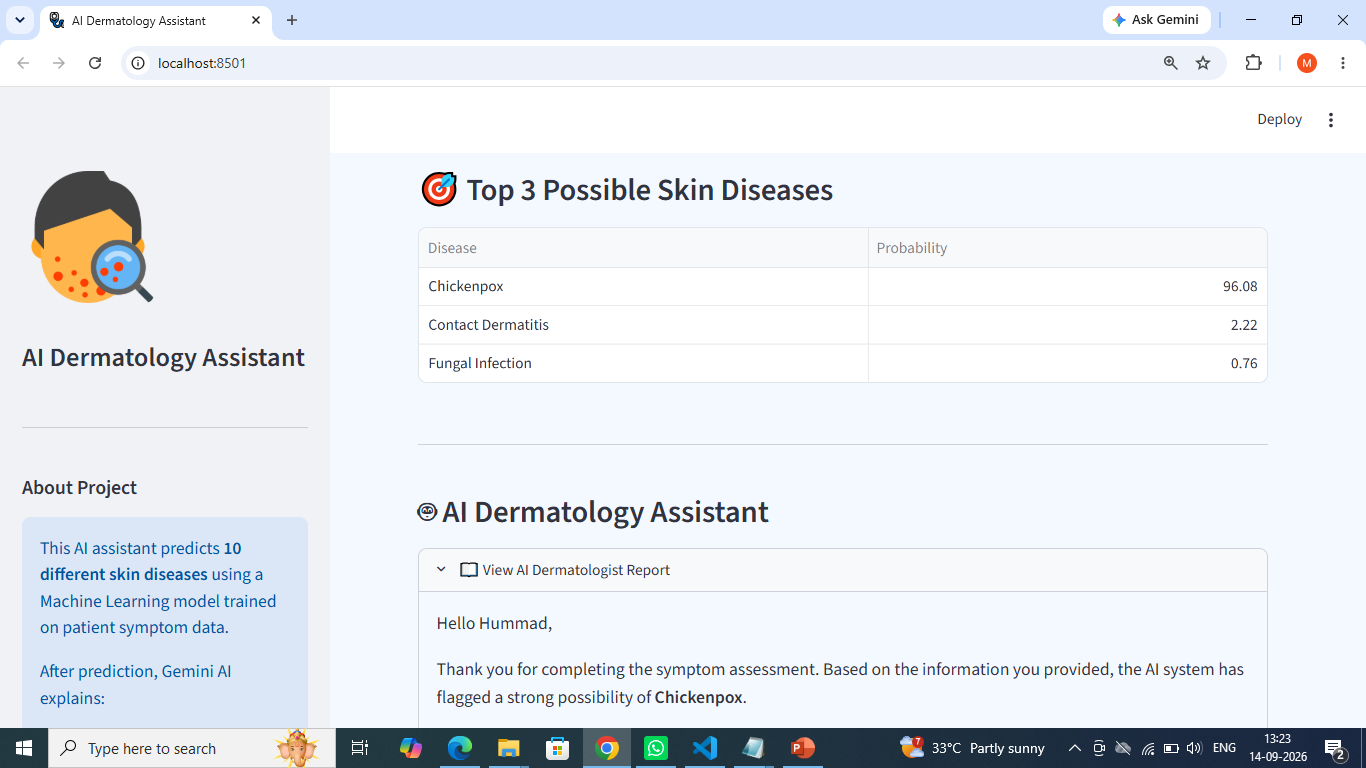 AI Dermatology Assistant
Ask Gemini
localhost:8501
M
Deploy
AI Dermatology Assistant
About Project
This AI assistant predicts 10
different skin diseases using a
Machine Learning model trained
on patient symptom data.
After prediction, Gemini AI
explains:
Top 3 Possible Skin Diseases
Disease Probability
Chickenpox 96.08
Contact Dermatitis 2.22
Fungal Infection 0.76
AI Dermatology Assistant
View AI Dermatologist Report
Hello Hummad,
Thank you for completing the symptom assessment. Based on the information you provided, the AI system has
flagged a strong possibility of Chickenpox.
Type here to search
7
33°C Partly sunny
ENG
13:23
14-09-2026
2